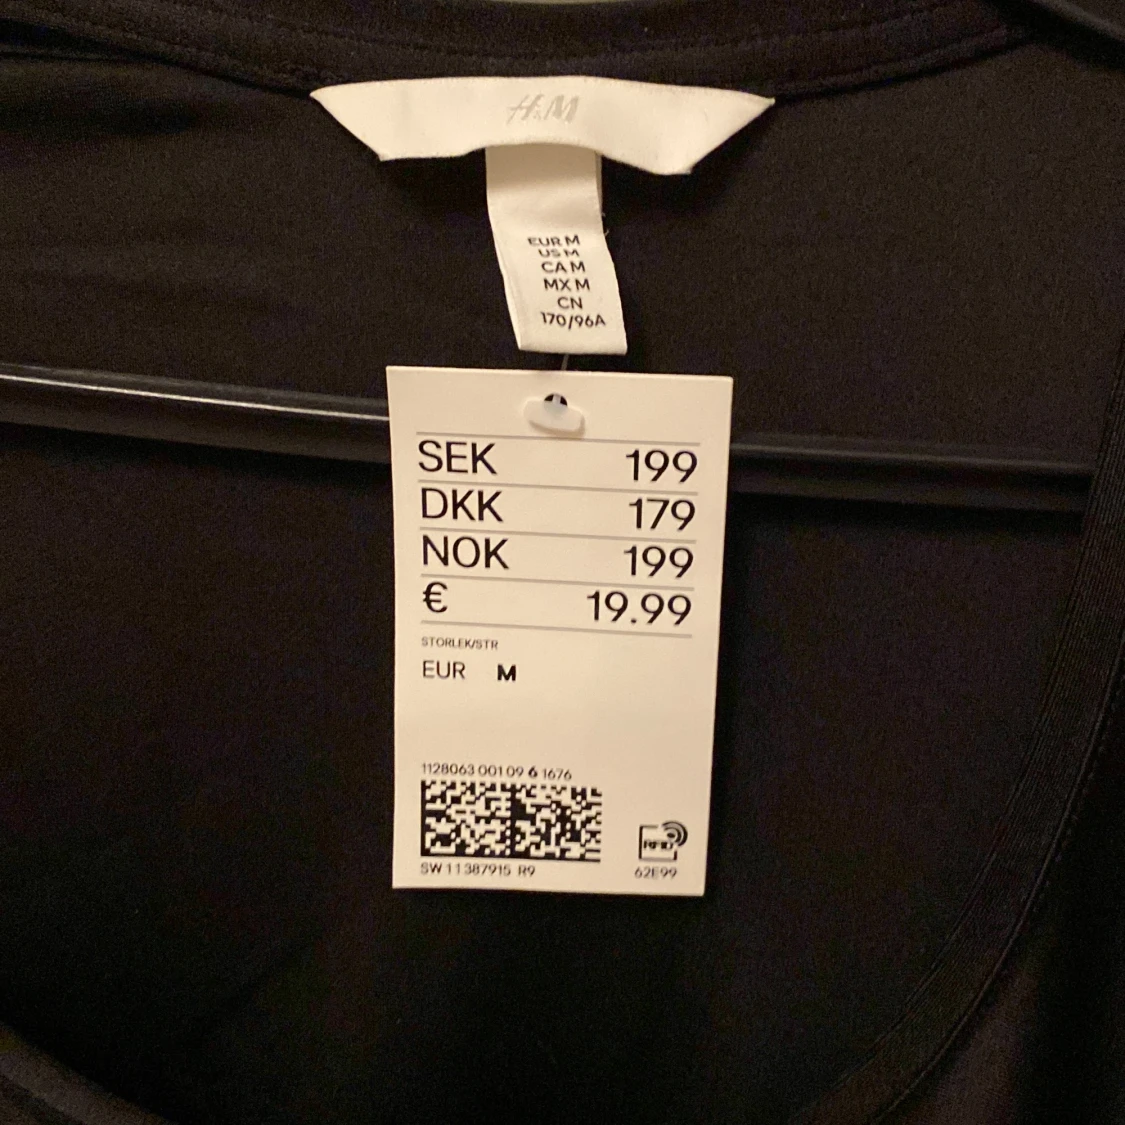 H&M
EUR M
US M
CA M
MX M
CN
170/96A
SEK 199
DKK 179
NOK 199
€ 19.99
STORLEK/STR
EUR M
1128063 001 09 6 1676
SW 11387915 R9
RFID
62E99